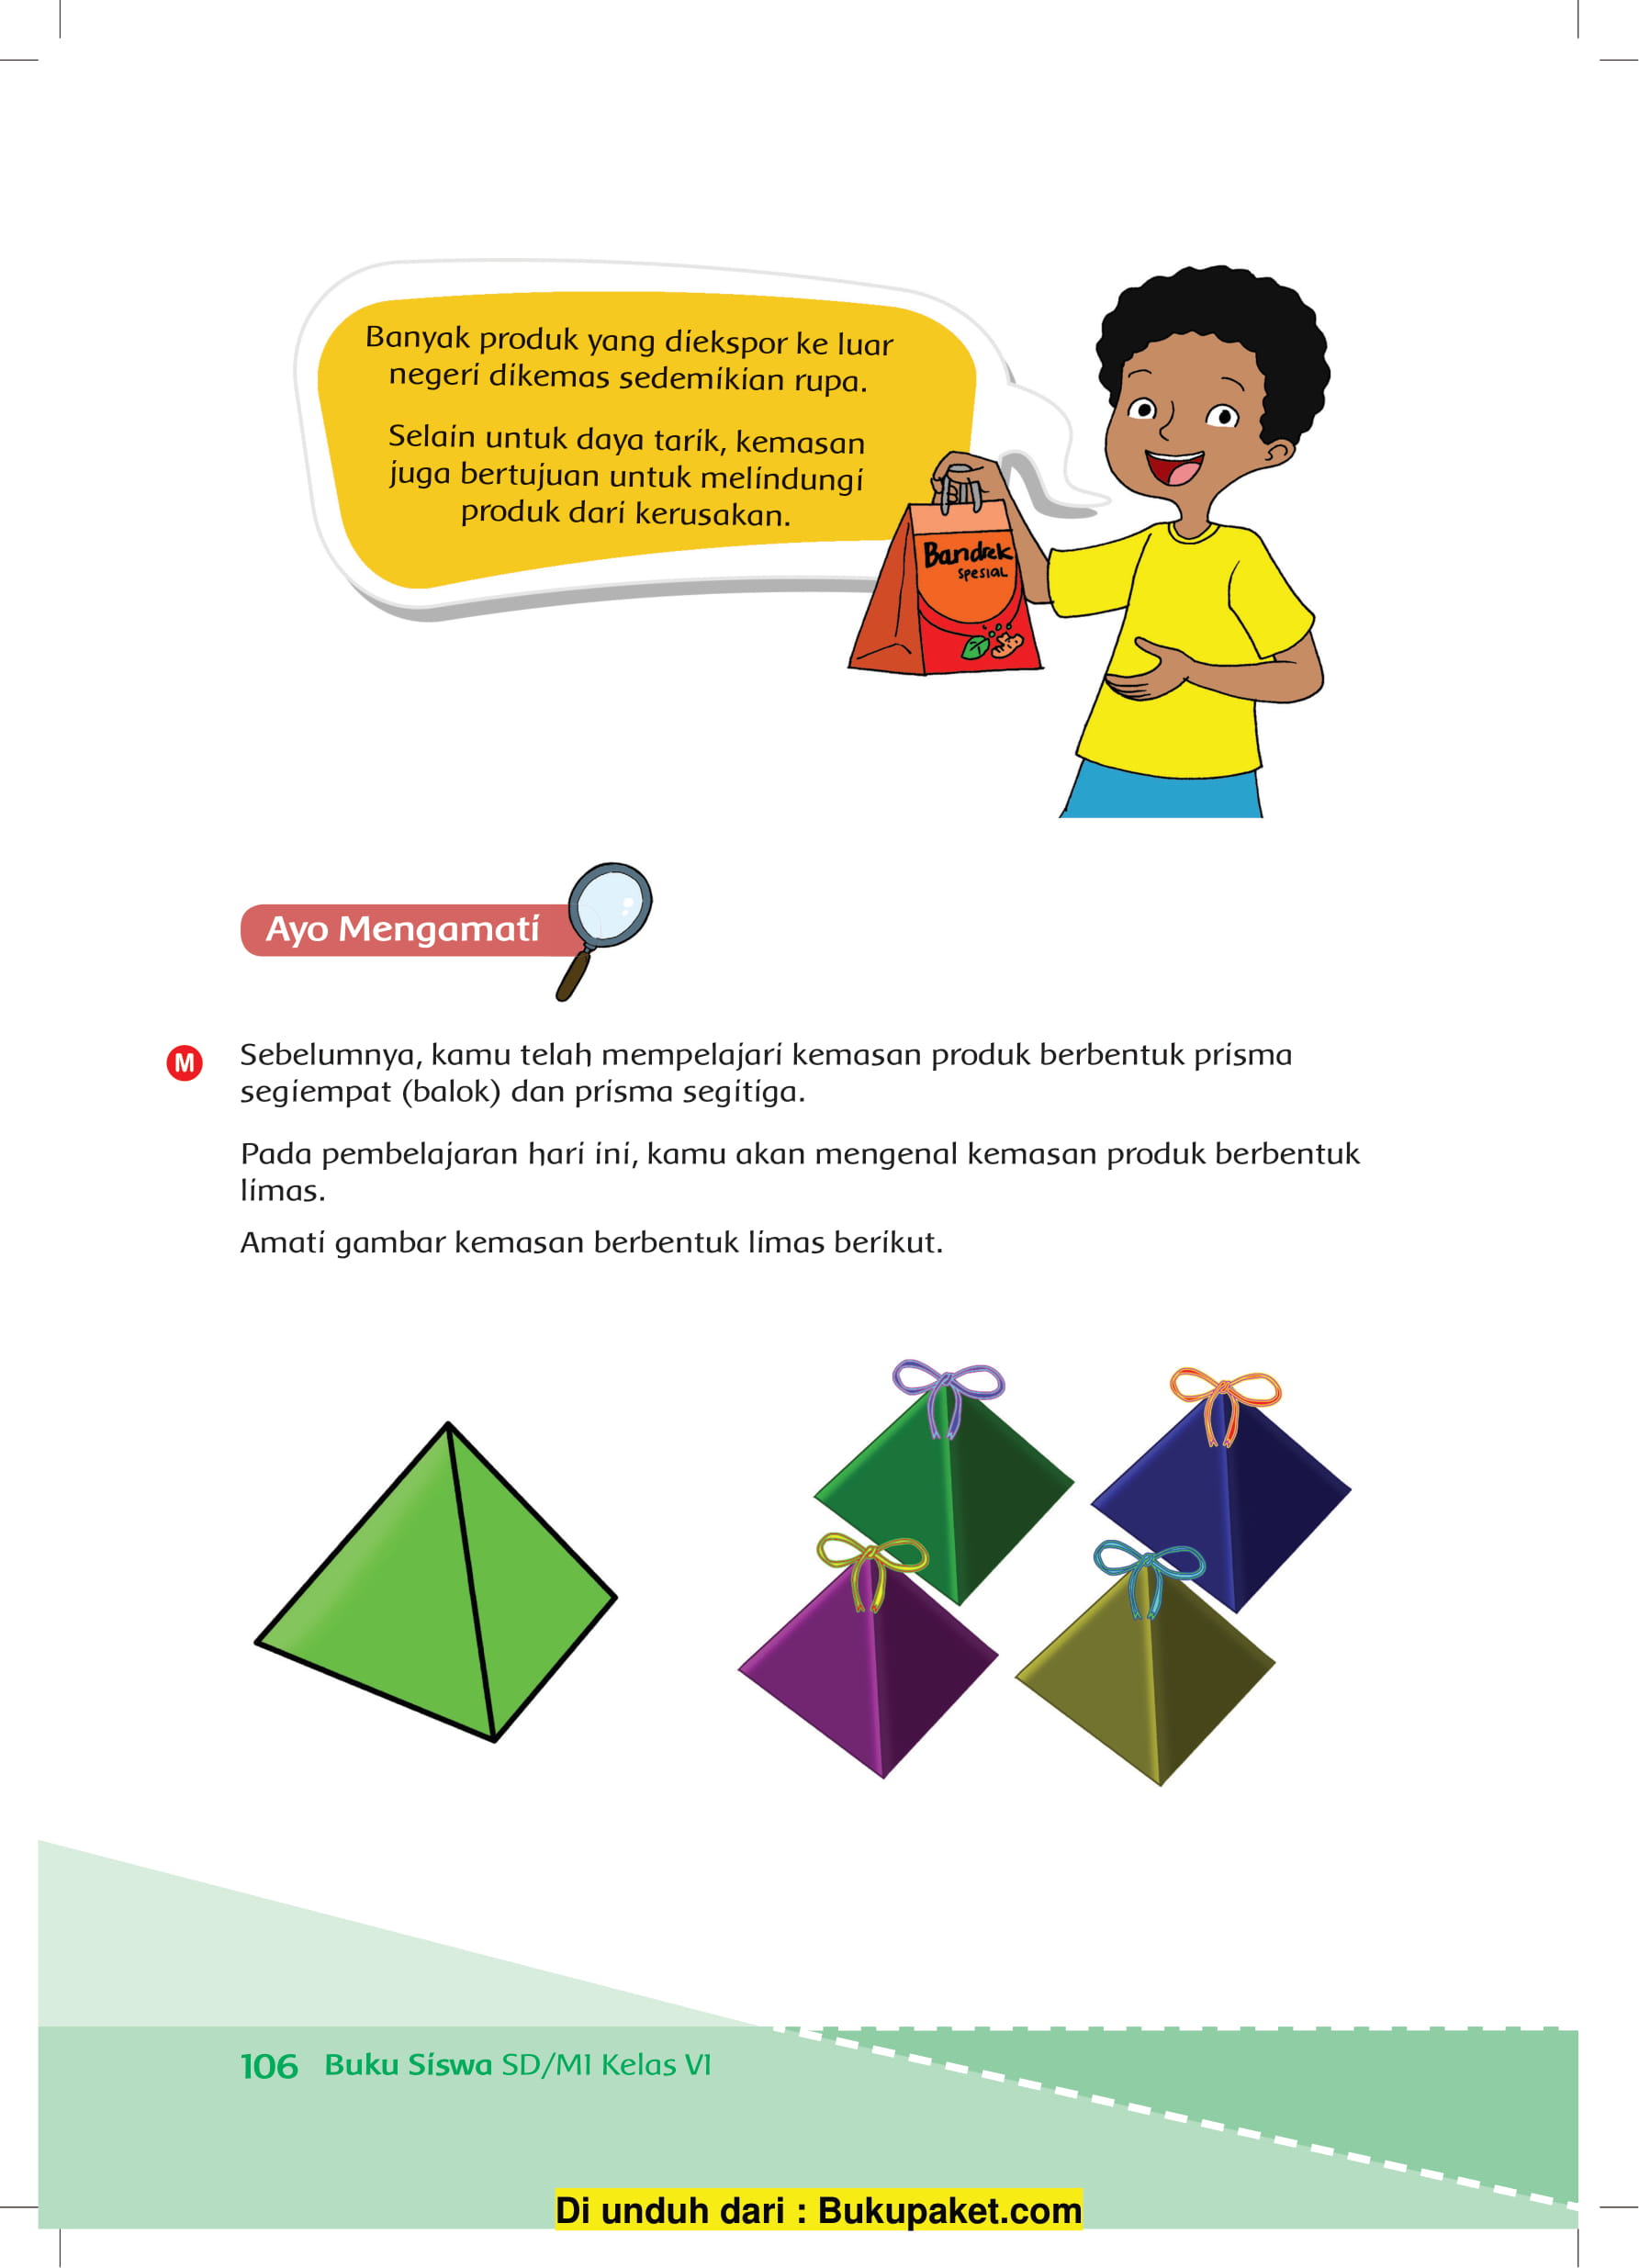 Banyak produk yang diekspor ke luar
negeri dikemas sedemikian rupa.
Selain untuk daya tarik, kemasan
juga bertujuan untuk melindungi
produk dari kerusakan.
Bandrek
SPESIAL
Ayo Mengamati
M
Sebelumnya, kamu telah mempelajari kemasan produk berbentuk prisma
segiempat (balok) dan prisma segitiga.
Pada pembelajaran hari ini, kamu akan mengenal kemasan produk berbentuk
limas.
Amati gambar kemasan berbentuk limas berikut.
106 Buku Siswa SD/MI Kelas VI
Di unduh dari : Bukupaket.com